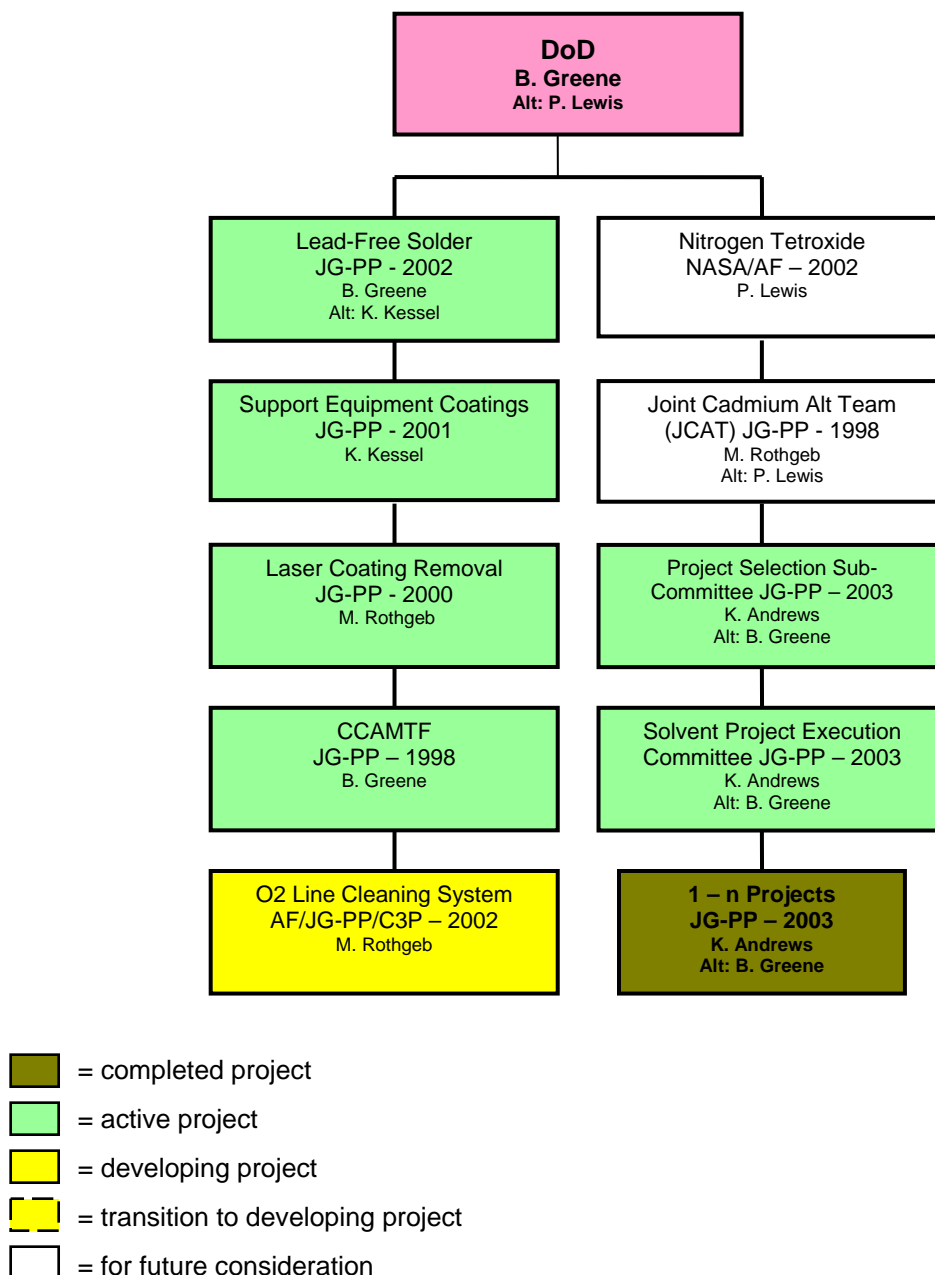 DoD
B. Greene
Alt: P. Lewis
Lead-Free Solder
JG-PP - 2002
B. Greene
Alt: K. Kessel
Support Equipment Coatings
JG-PP - 2001
K. Kessel
Laser Coating Removal
JG-PP - 2000
M. Rothgeb
CCAMTF
JG-PP – 1998
B. Greene
O2 Line Cleaning System
AF/JG-PP/C3P – 2002
M. Rothgeb
Nitrogen Tetroxide
NASA/AF – 2002
P. Lewis
Joint Cadmium Alt Team
(JCAT) JG-PP - 1998
M. Rothgeb
Alt: P. Lewis
Project Selection Sub-
Committee JG-PP – 2003
K. Andrews
Alt: B. Greene
Solvent Project Execution
Committee JG-PP – 2003
K. Andrews
Alt: B. Greene
1 – n Projects
JG-PP – 2003
K. Andrews
Alt: B. Greene
= completed project
= active project
= developing project
= transition to developing project
= for future consideration